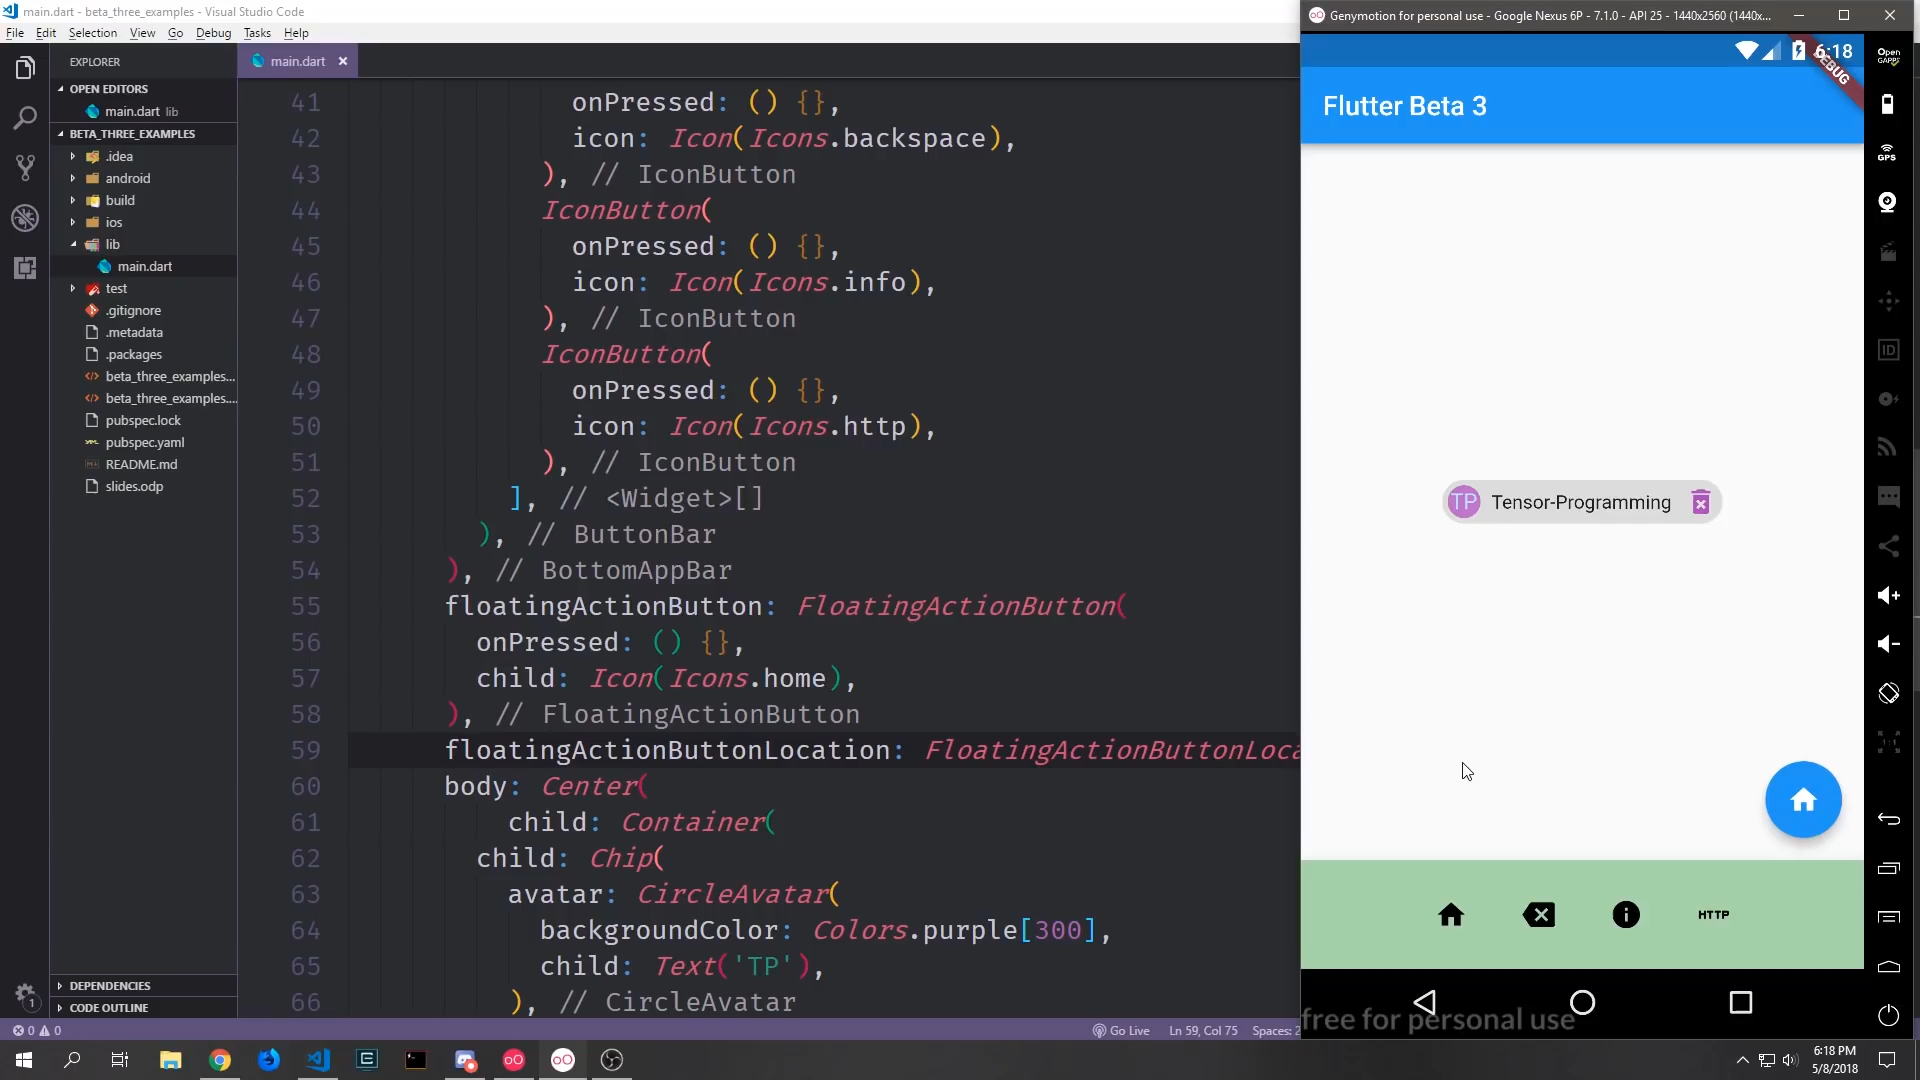 main.dart - beta_three_examples - Visual Studio Code
File Edit Selection View Go Debug Tasks Help
EXPLORER
OPEN EDITORS
main.dart lib
BETA_THREE_EXAMPLES
.idea
android
build
ios
lib
main.dart
test
.gitignore
.metadata
.packages
beta_three_examples...
beta_three_examples....
pubspec.lock
pubspec.yaml
README.md
slides.odp
DEPENDENCIES
CODE OUTLINE
main.dart
41 onPressed: () {},
42 icon: Icon(Icons.backspace),
43 ), // IconButton
44 IconButton(
45 onPressed: () {},
46 icon: Icon(Icons.info),
47 ), // IconButton
48 IconButton(
49 onPressed: () {},
50 icon: Icon(Icons.http),
51 ), // IconButton
52 ], // <Widget>[]
53 ), // ButtonBar
54 ), // BottomAppBar
55 floatingActionButton: FloatingActionButton(
56 onPressed: () {},
57 child: Icon(Icons.home),
58 ), // FloatingActionButton
59 floatingActionButtonLocation: FloatingActionButtonLoca
60 body: Center(
61 child: Container(
62 child: Chip(
63 avatar: CircleAvatar(
64 backgroundColor: Colors.purple[300],
65 child: Text('TP'),
66 ), // CircleAvatar
Genymotion for personal use - Google Nexus 6P - 7.1.0 - API 25 - 1440x2560 (1440x...
6:18
DEBUG
Flutter Beta 3
TP Tensor-Programming
HTTP
free for personal use
Open GAPPS
GPS
ID
1:1
1
0 0
Go Live Ln 59, Col 75 Spaces: 2
6:18 PM
5/8/2018